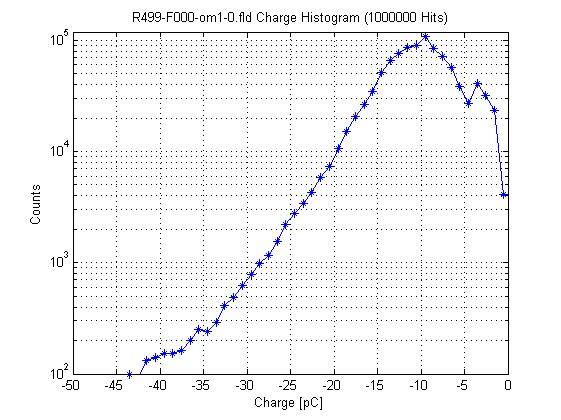 R499-F000-om1-0.fld Charge Histogram (1000000 Hits)
10^5
10^4
10^3
10^2
Counts
-50 -45 -40 -35 -30 -25 -20 -15 -10 -5 0
Charge [pC]